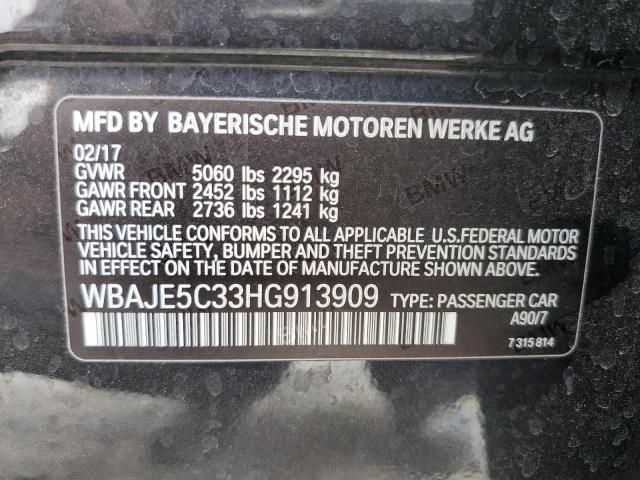 MFD BY BAYERISCHE MOTOREN WERKE AG
02/17
GVWR 5060 lbs 2295 kg
GAWR FRONT 2452 lbs 1112 kg
GAWR REAR 2736 lbs 1241 kg
THIS VEHICLE CONFORMS TO ALL APPLICABLE U.S.FEDERAL MOTOR
VEHICLE SAFETY, BUMPER AND THEFT PREVENTION STANDARDS
IN EFFECT ON THE DATE OF MANUFACTURE SHOWN ABOVE.
WBAJE5C33HG913909 TYPE: PASSENGER CAR
A90/7
7 315 814